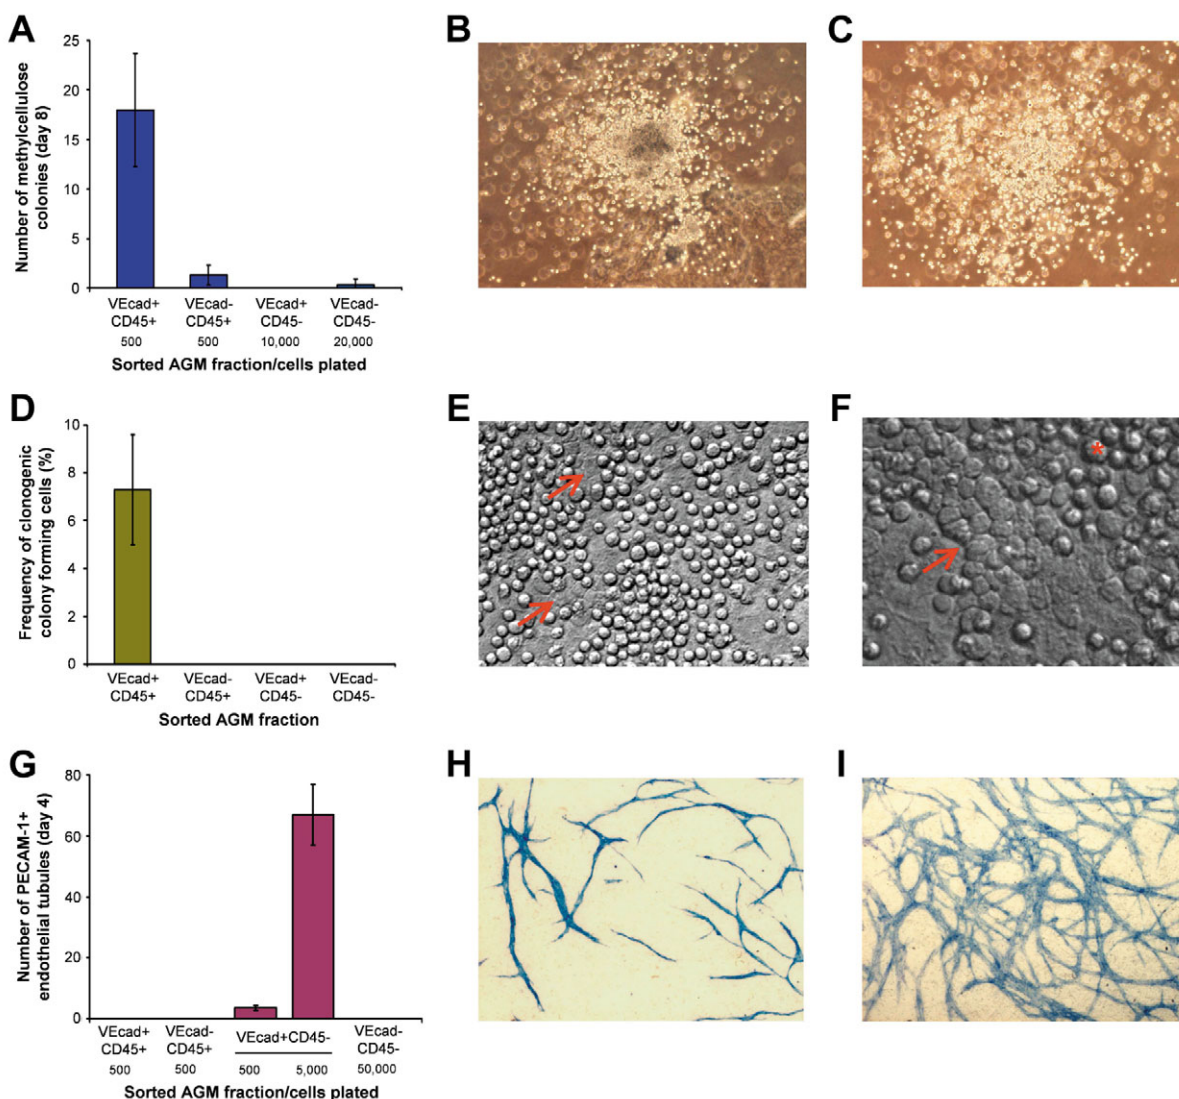 A
Number of methylcellulose
colonies (day 8)
25
20
15
10
5
0
VEcad+ VEcad- VEcad+ VEcad-
CD45+ CD45+ CD45- CD45-
500 500 10,000 20,000
Sorted AGM fraction/cells plated
B
C
D
Frequency of clonogenic
colony forming cells (%)
10
8
6
4
2
0
VEcad+ VEcad- VEcad+ VEcad-
CD45+ CD45+ CD45- CD45-
Sorted AGM fraction
E
F
*
G
Number of PECAM-1+
endothelial tubules (day 4)
80
60
40
20
0
VEcad+ VEcad- VEcad+CD45- VEcad-
CD45+ CD45+ CD45-
500 500 500 5,000 50,000
Sorted AGM fraction/cells plated
H
I